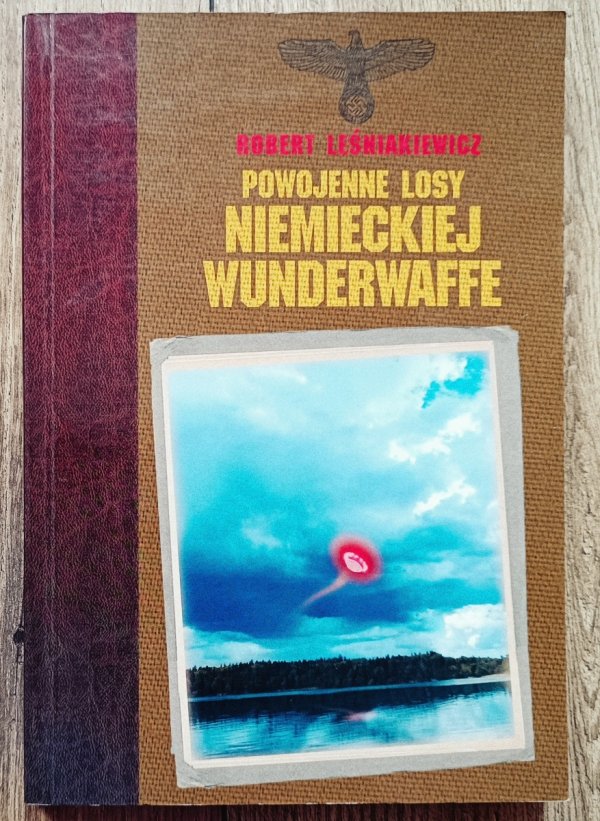 ROBERT LEŚNIAKIEWICZ
POWOJENNE LOSY
NIEMIECKIEJ
WUNDERWAFFE